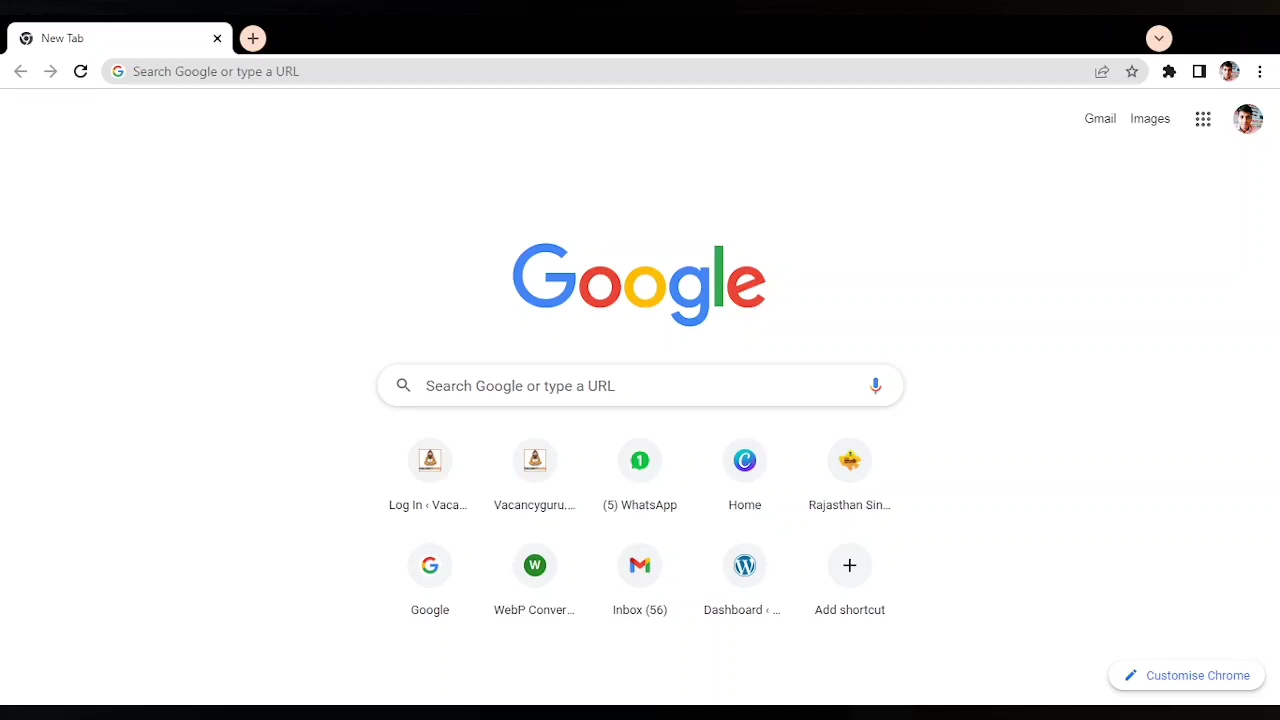 New Tab
Search Google or type a URL
Gmail Images
Google
Search Google or type a URL
Log In ‹ Vaca... Vacancyguru.... (5) WhatsApp Home Rajasthan Sin...
Google WebP Conver... Inbox (56) Dashboard ‹ ... Add shortcut
Customise Chrome